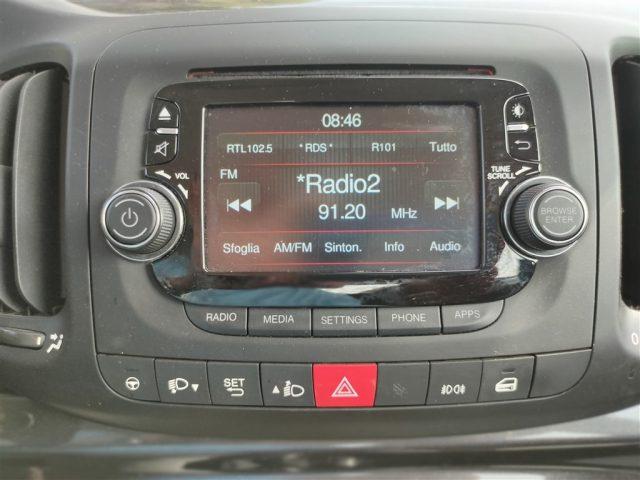 08:46
RTL102.5 *RDS* R101 Tutto
FM
*Radio2
91.20 MHz
Sfoglia AM/FM Sinton. Info Audio
VOL
TUNE
SCROLL
BROWSE
ENTER
RADIO MEDIA SETTINGS PHONE APPS
SET
0